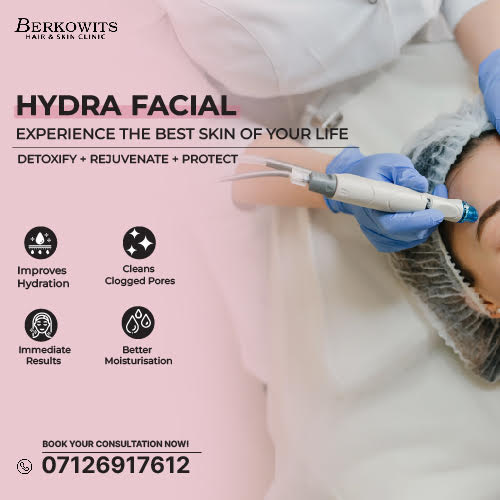 BERKOWITS
HAIR & SKIN CLINIC
HYDRA FACIAL
EXPERIENCE THE BEST SKIN OF YOUR LIFE
DETOXIFY + REJUVENATE + PROTECT
Improves
Hydration
Cleans
Clogged Pores
Immediate
Results
Better
Moisturisation
BOOK YOUR CONSULTATION NOW!
07126917612